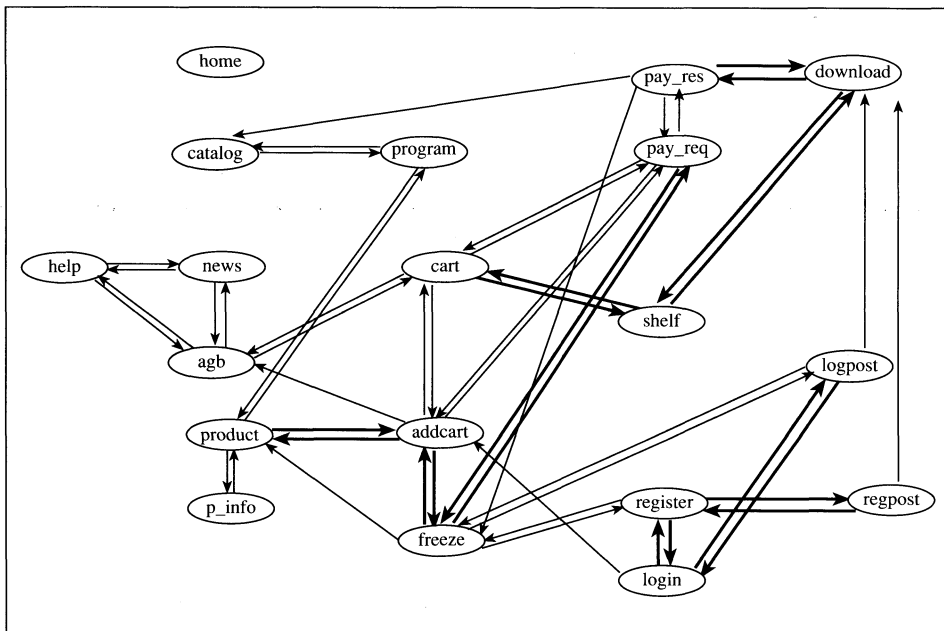 home
pay_res
download
catalog
program
pay_req
help
news
cart
shelf
agb
logpost
product
addcart
p_info
register
regpost
freeze
login